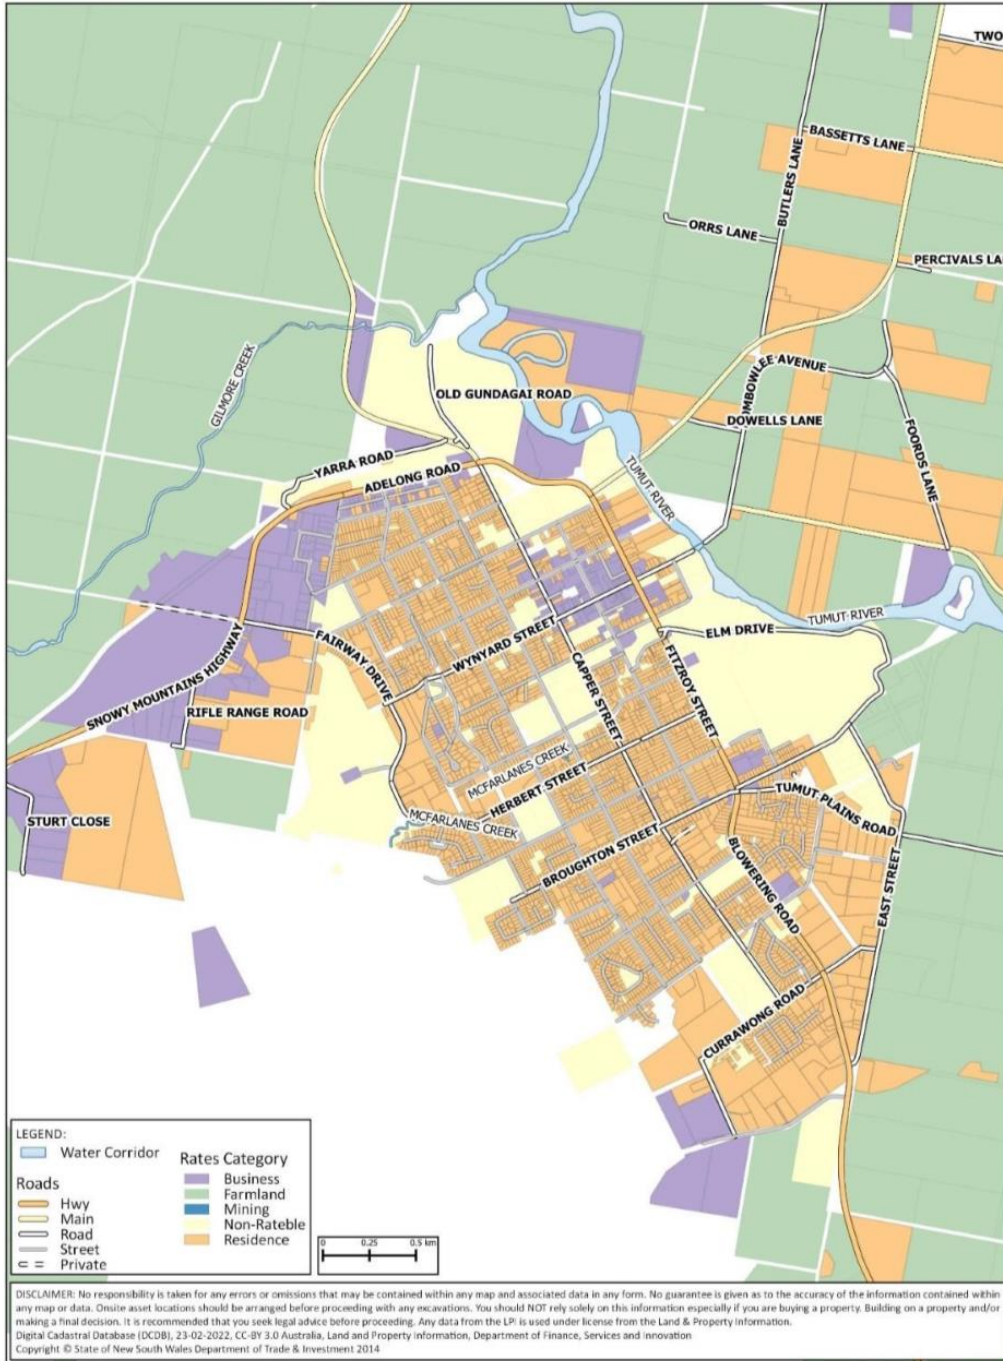 TWO
BASSETTS LANE
BUTLERS LANE
ORRS LANE
PERCIVALS LA
GILMORE CREEK
OMBOWLEE AVENUE
OLD GUNDAGAI ROAD
DOWELLS LANE
FOORDS LANE
YARRA ROAD
ADELONG ROAD
TUMUT RIVER
TUMUT RIVER
ELM DRIVE
FAIRWAY DRIVE
WYNYARD STREET
CAPPER STREET
FITZROY STREET
SNOWY MOUNTAINS HIGHWAY
RIFLE RANGE ROAD
MCFARLANES CREEK
HERBERT STREET
MCFARLANES CREEK
TUMUT PLAINS ROAD
STURT CLOSE
BROUGHTON STREET
BLOWERING ROAD
EAST STREET
CURRAWONG ROAD
LEGEND:
Water Corridor
Roads
Hwy
Main
Road
Street
Private
Rates Category
Business
Farmland
Mining
Non-Rateble
Residence
0 0.25 0.5 km
DISCLAIMER: No responsibility is taken for any errors or omissions that may be contained within any map and associated data in any form. No guarantee is given as to the accuracy of the information contained within
any map or data. Onsite asset locations should be arranged before proceeding with any excavations. You should NOT rely solely on this information especially if you are buying a property. Building on a property and/or
making a final decision. It is recommended that you seek legal advice before proceeding. Any data from the LPI is used under license from the Land & Property Information.
Digital Cadastral Database (DCDB), 23-02-2022, CC-BY 3.0 Australia, Land and Property Information, Department of Finance, Services and Innovation
Copyright © State of New South Wales Department of Trade & Investment 2014